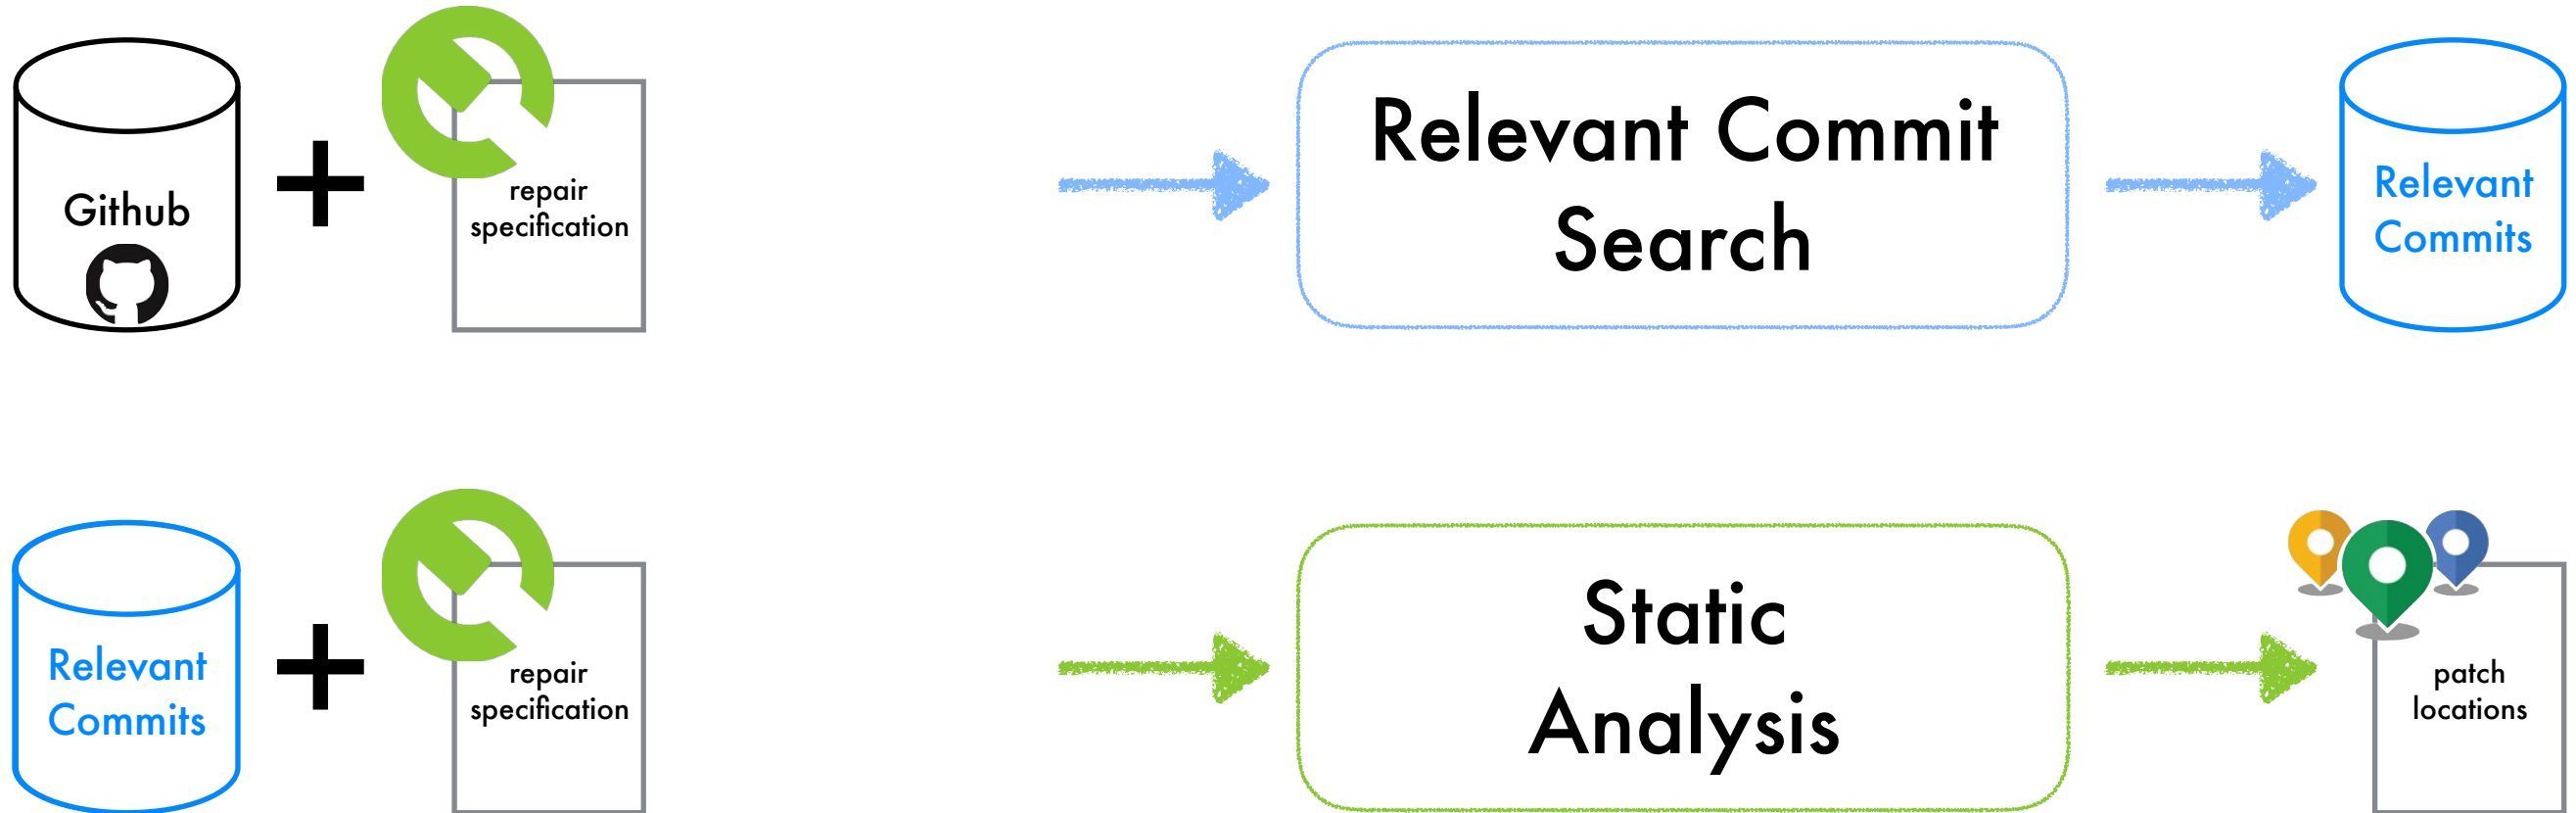 Github
repair
specification
Relevant Commit
Search
Relevant
Commits
Relevant
Commits
repair
specification
Static
Analysis
patch
locations